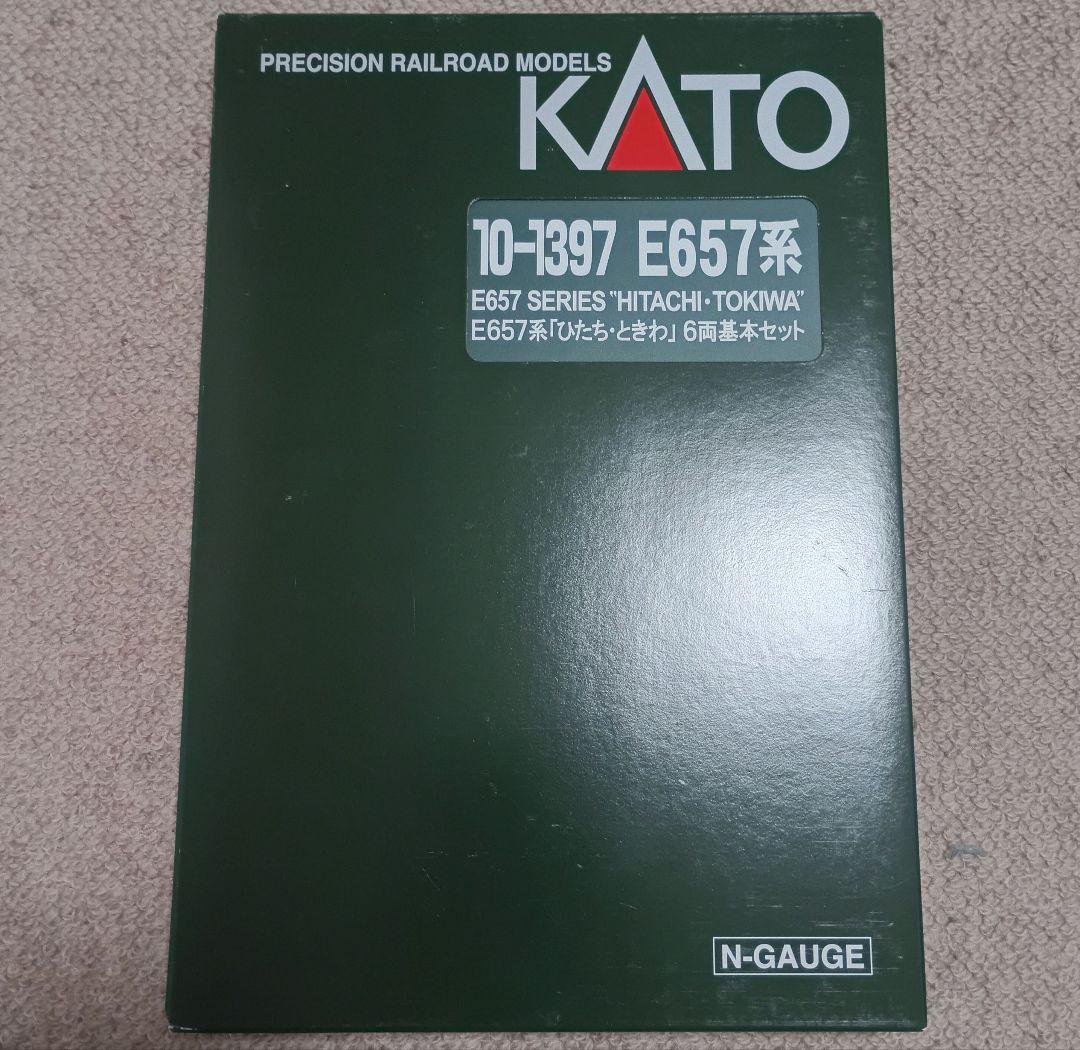 PRECISION RAILROAD MODELS
KATO
10-1397 E657系
E657 SERIES "HITACHI・TOKIWA"
E657系「ひたち・ときわ」 6両基本セット
N-GAUGE